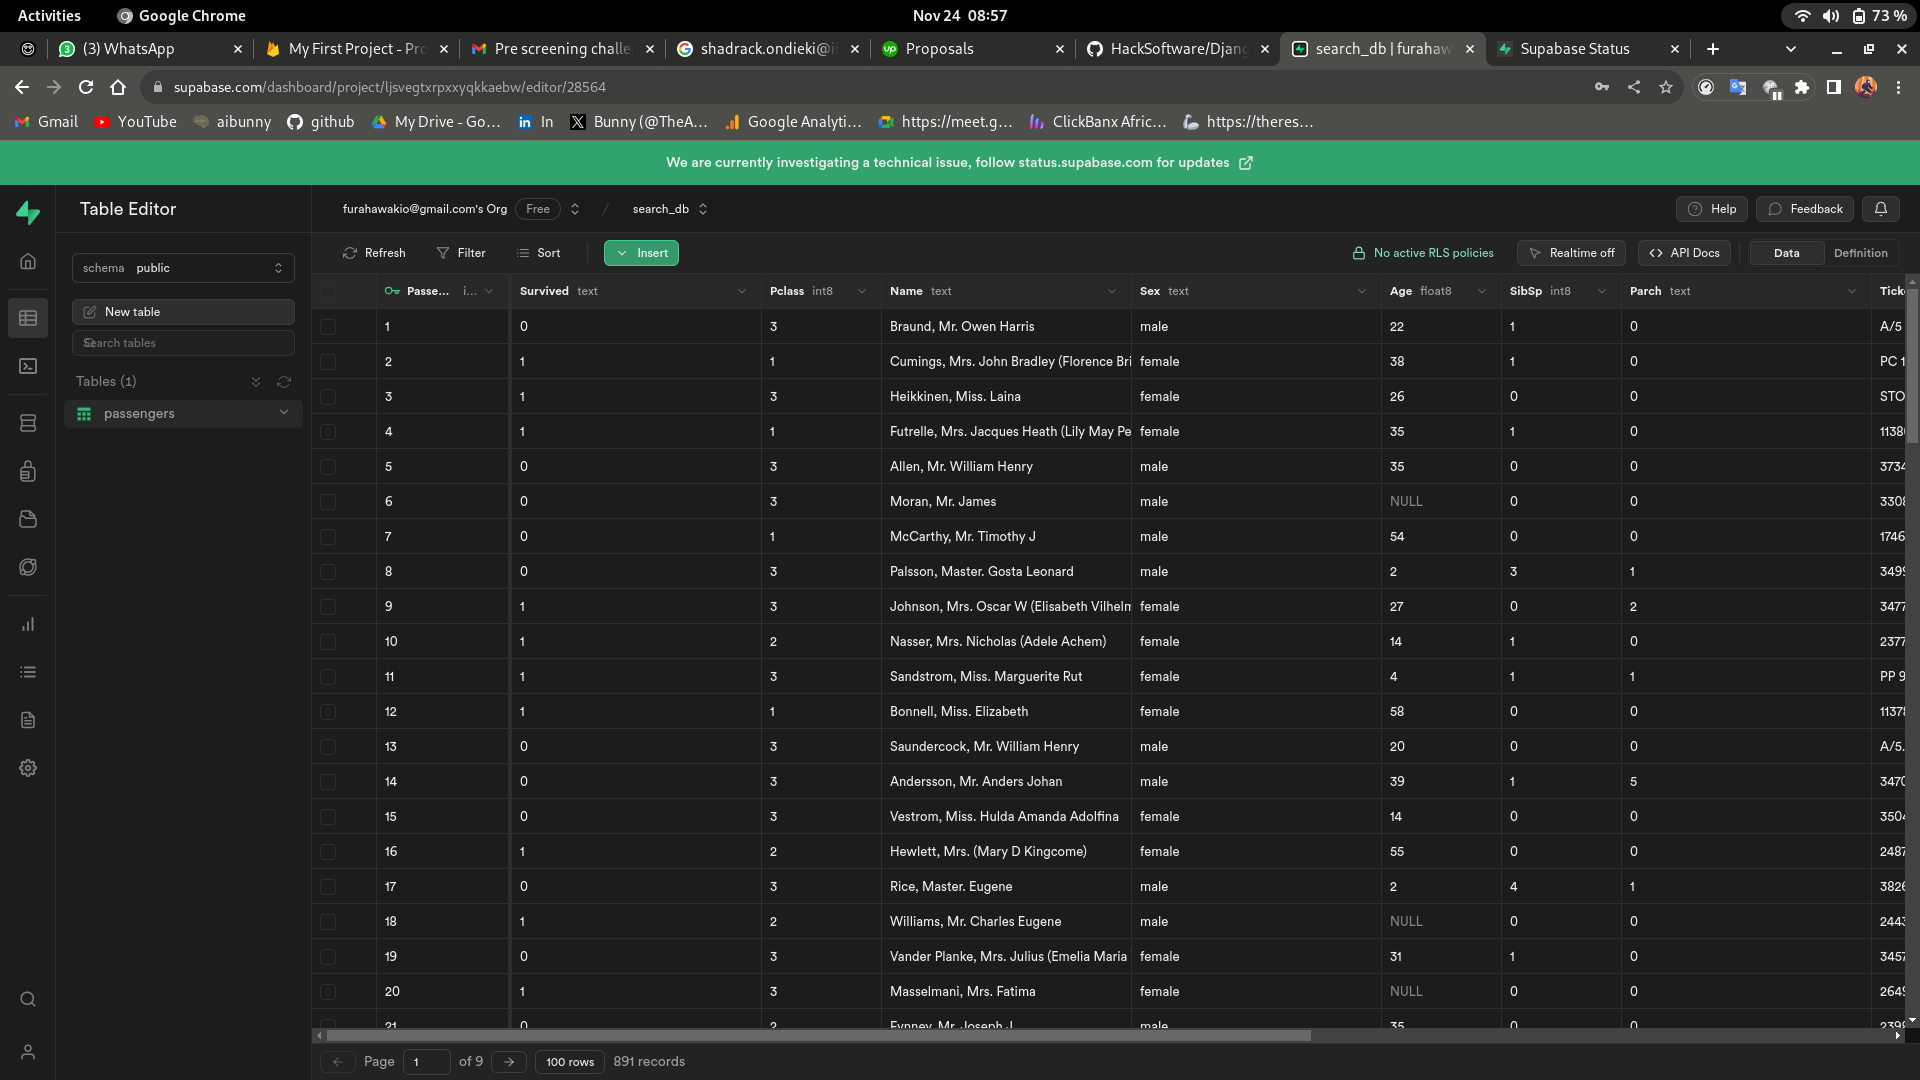 Activities Google Chrome Nov 24 08:57 73 %
(3) WhatsApp My First Project - Pro Pre screening challe shadrack.ondieki@i Proposals HackSoftware/Djang search_db | furahaw Supabase Status
supabase.com/dashboard/project/ljsvegtxrpxxyqkkaebw/editor/28564
Gmail YouTube aibunny github My Drive - Go... In Bunny (@TheA... Google Analyti... https://meet.g... ClickBanx Afric... https://theres...
We are currently investigating a technical issue, follow status.supabase.com for updates
Table Editor furahawakio@gmail.com's Org Free / search_db Help Feedback
Refresh Filter Sort Insert No active RLS policies Realtime off API Docs Data Definition
schema public
New table
Search tables
Tables (1)
passengers
Passe... i... Survived text Pclass int8 Name text Sex text Age float8 SibSp int8 Parch text Ticke
1 0 3 Braund, Mr. Owen Harris male 22 1 0 A/5
2 1 1 Cumings, Mrs. John Bradley (Florence Bri female 38 1 0 PC 1
3 1 3 Heikkinen, Miss. Laina female 26 0 0 STO
4 1 1 Futrelle, Mrs. Jacques Heath (Lily May Pe female 35 1 0 1138
5 0 3 Allen, Mr. William Henry male 35 0 0 3734
6 0 3 Moran, Mr. James male NULL 0 0 3308
7 0 1 McCarthy, Mr. Timothy J male 54 0 0 1746
8 0 3 Palsson, Master. Gosta Leonard male 2 3 1 3499
9 1 3 Johnson, Mrs. Oscar W (Elisabeth Vilhelm female 27 0 2 3477
10 1 2 Nasser, Mrs. Nicholas (Adele Achem) female 14 1 0 2377
11 1 3 Sandstrom, Miss. Marguerite Rut female 4 1 1 PP 9
12 1 1 Bonnell, Miss. Elizabeth female 58 0 0 11378
13 0 3 Saundercock, Mr. William Henry male 20 0 0 A/5.
14 0 3 Andersson, Mr. Anders Johan male 39 1 5 3470
15 0 3 Vestrom, Miss. Hulda Amanda Adolfina female 14 0 0 3504
16 1 2 Hewlett, Mrs. (Mary D Kingcome) female 55 0 0 2487
17 0 3 Rice, Master. Eugene male 2 4 1 3826
18 1 2 Williams, Mr. Charles Eugene male NULL 0 0 2443
19 0 3 Vander Planke, Mrs. Julius (Emelia Maria female 31 1 0 3457
20 1 3 Masselmani, Mrs. Fatima female NULL 0 0 2649
21 0 2 Fynney, Mr. Joseph J male 35 0 0 2398
Page 1 of 9 100 rows 891 records